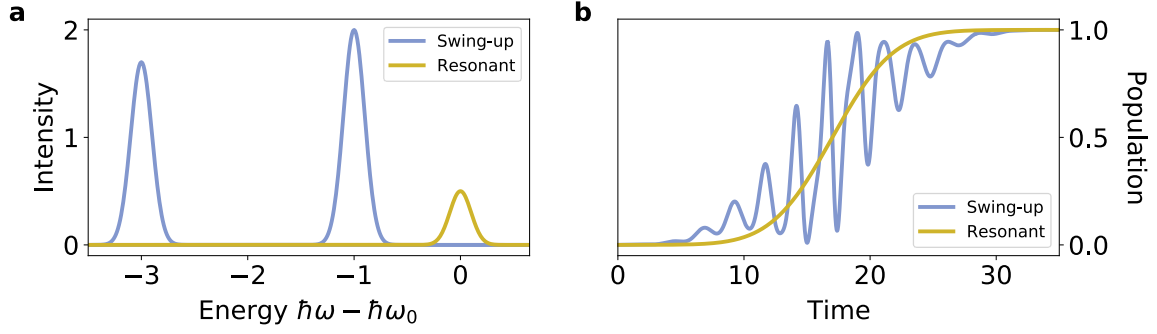 a
2
1
0
Intensity
Swing-up
Resonant
−3
−2
−1
0
Energy ℏω − ℏω₀
b
1.0
0.5
0.0
Population
Swing-up
Resonant
0
10
20
30
Time